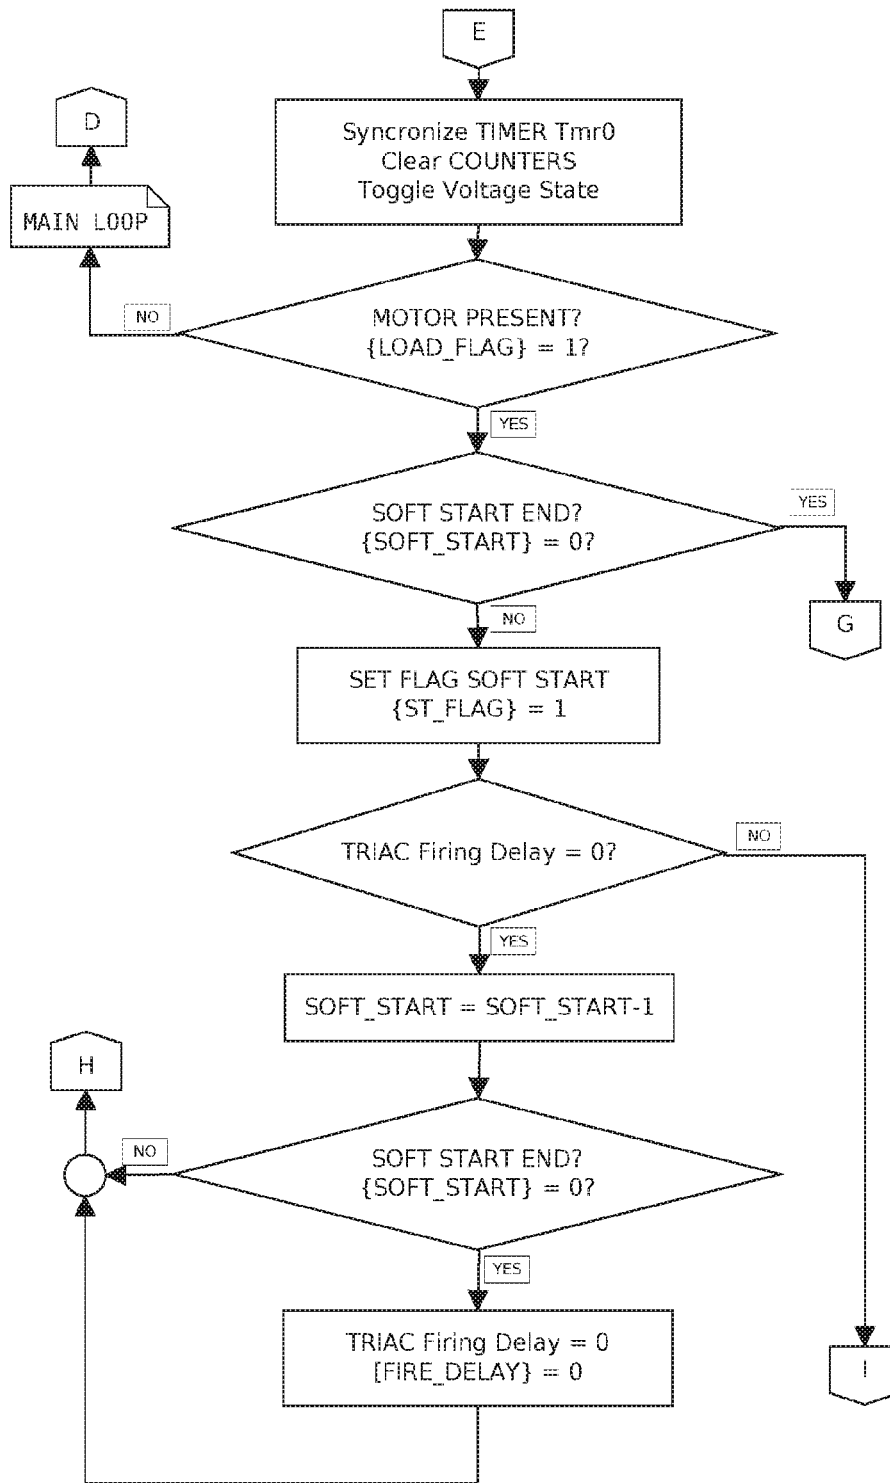 E
D
Syncronize TIMER Tmr0
Clear COUNTERS
Toggle Voltage State
MAIN LOOP
NO
MOTOR PRESENT?
{LOAD_FLAG} = 1?
YES
SOFT START END?
{SOFT_START} = 0?
YES
G
NO
SET FLAG SOFT START
{ST_FLAG} = 1
TRIAC Firing Delay = 0?
NO
YES
SOFT_START = SOFT_START-1
H
NO
SOFT START END?
{SOFT_START} = 0?
YES
TRIAC Firing Delay = 0
[FIRE_DELAY} = 0
I